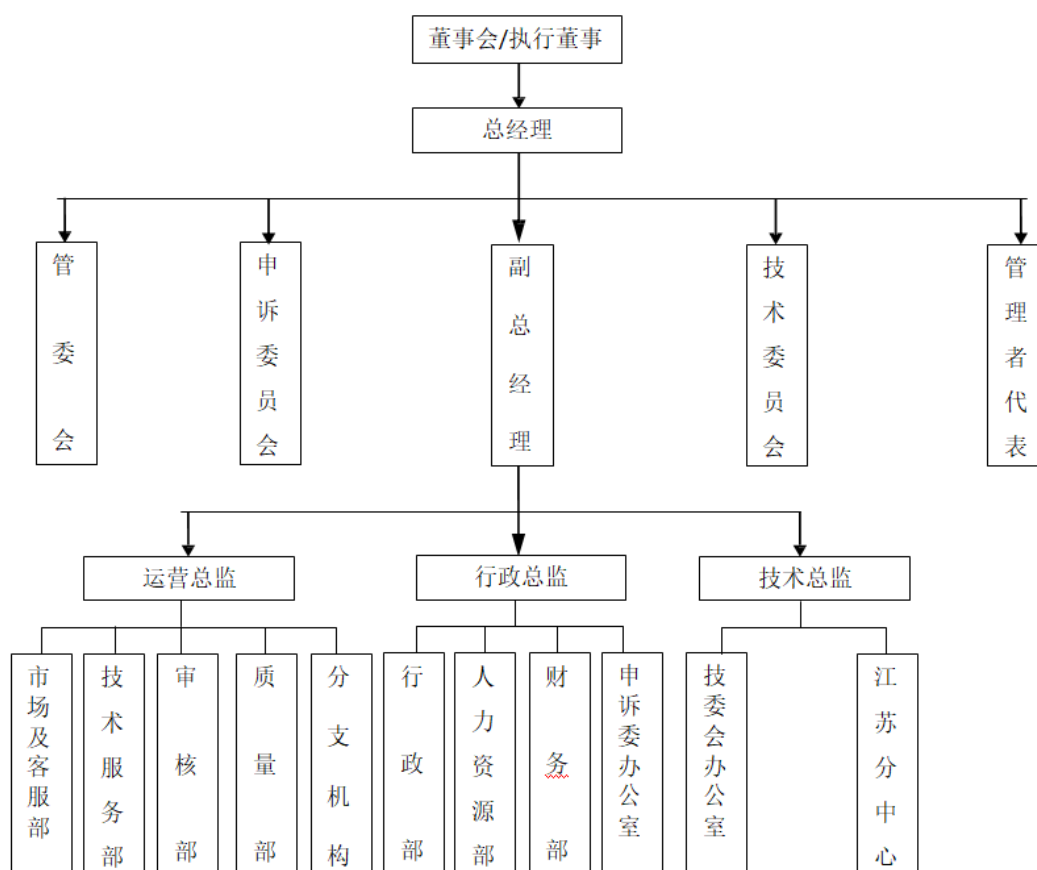 董事会/执行董事
总经理
管委会
申诉委员会
副总经理
技术委员会
管理者代表
运营总监
行政总监
技术总监
市场及客服部
技术服务部
审核部
质量部
分支机构
行政部
人力资源部
财务部
申诉委办公室
技委会办公室
江苏分中心